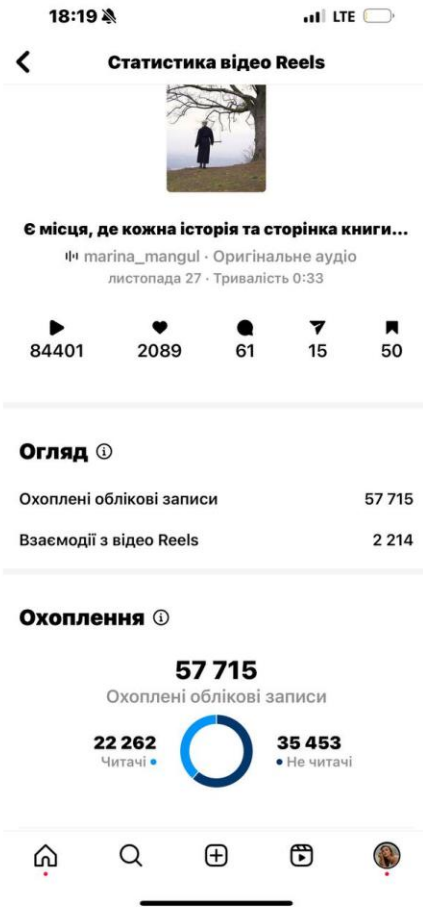 18:19
LTE
Статистика відео Reels
Є місця, де кожна історія та сторінка книги...
marina_mangul · Оригінальне аудіо
листопада 27 · Тривалість 0:33
84401 2089 61 15 50
Огляд
Охоплені облікові записи 57 715
Взаємодії з відео Reels 2 214
Охоплення
57 715
Охоплені облікові записи
22 262 35 453
Читачі • • Не читачі